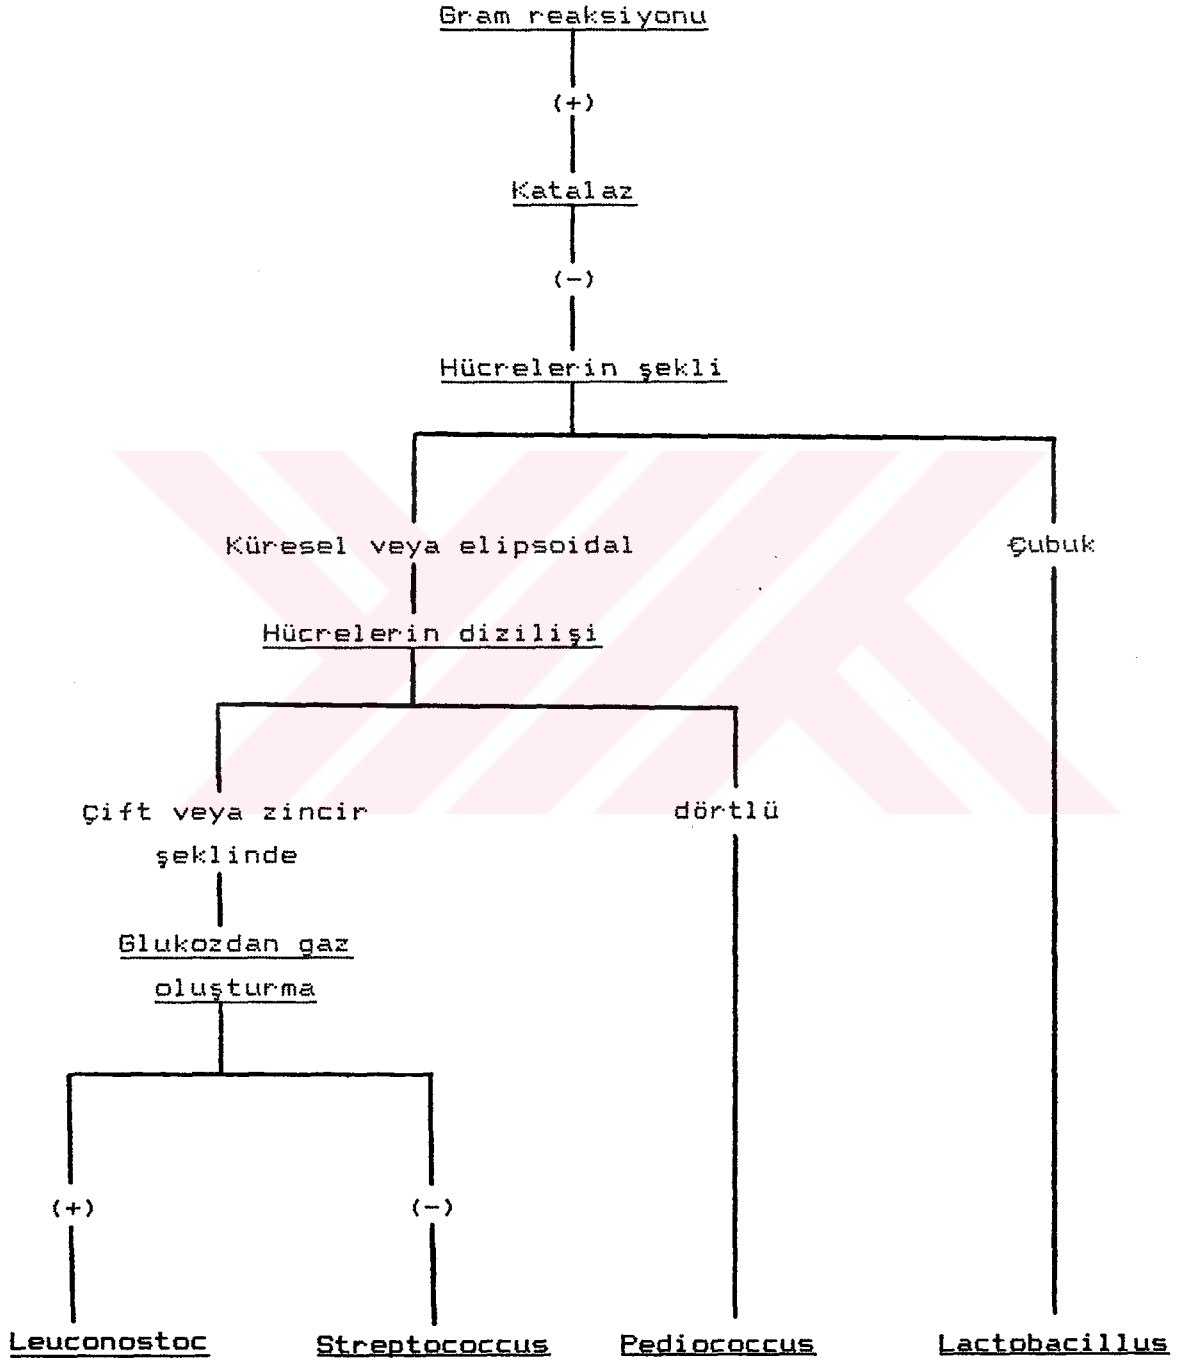 Gram reaksiyonu
(+)
Katalaz
(-)
Hücrelerin şekli
Küresel veya elipsoidal
Çubuk
Hücrelerin dizilişi
Çift veya zincir
şeklinde
dörtlü
Glukozdan gaz
oluşturma
(+)
(-)
Leuconostoc
Streptococcus
Pediococcus
Lactobacillus